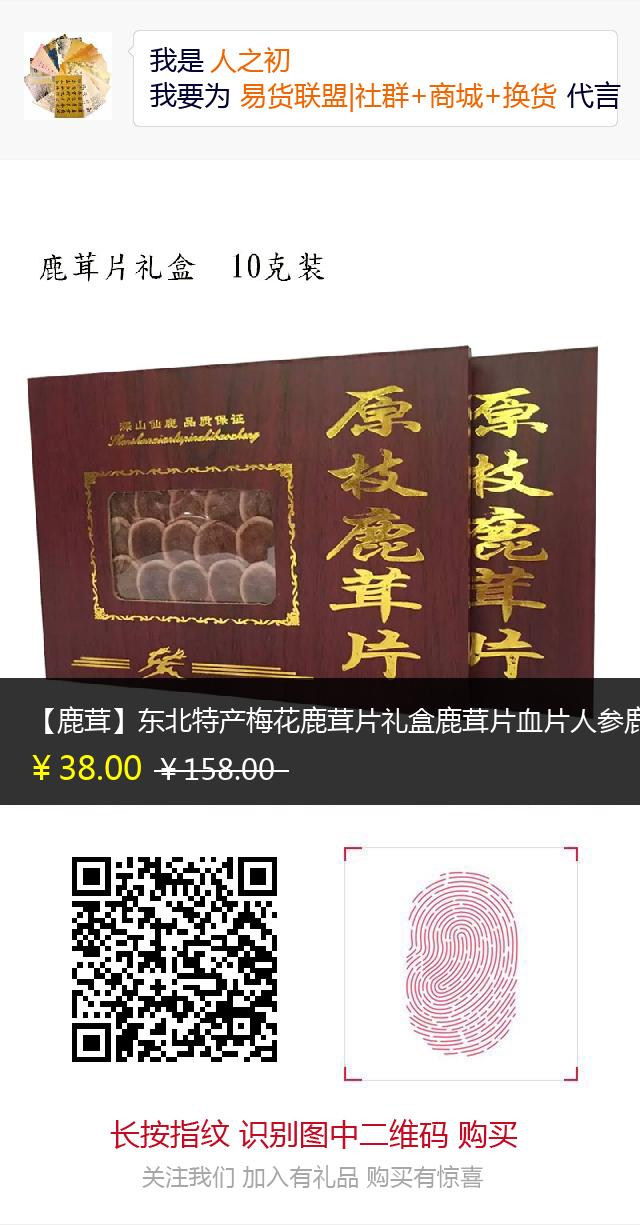 我是 人之初
我要为 易货联盟|社群+商城+换货 代言
鹿茸片礼盒 10克装
深山仙鹿 品质保证
Shenshanxianlupinzhibaozheng
原枝鹿茸片
原枝鹿茸片
【鹿茸】东北特产梅花鹿茸片礼盒鹿茸片血片人参鹿
¥ 38.00 ¥ 158.00
长按指纹 识别图中二维码 购买
关注我们 加入有礼品 购买有惊喜